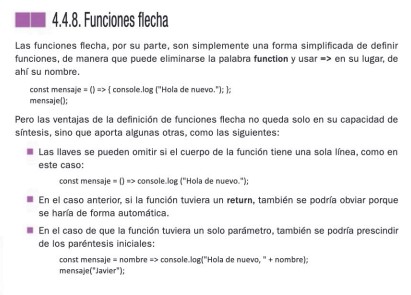 4.4.8. Funciones flecha
Las funciones flecha, por su parte, son simplemente una forma simplificada de definir
funciones, de manera que puede eliminarse la palabra function y usar => en su lugar, de
ahí su nombre.
const mensaje = () => { console.log ("Hola de nuevo."); };
mensaje();
Pero las ventajas de la definición de funciones flecha no queda solo en su capacidad de
síntesis, sino que aporta algunas otras, como las siguientes:
Las llaves se pueden omitir si el cuerpo de la función tiene una sola línea, como en
este caso:
const mensaje = () => console.log ("Hola de nuevo.");
En el caso anterior, si la función tuviera un return, también se podría obviar porque
se haría de forma automática.
En el caso de que la función tuviera un solo parámetro, también se podría prescindir
de los paréntesis iniciales:
const mensaje = nombre => console.log("Hola de nuevo, " + nombre);
mensaje("Javier");